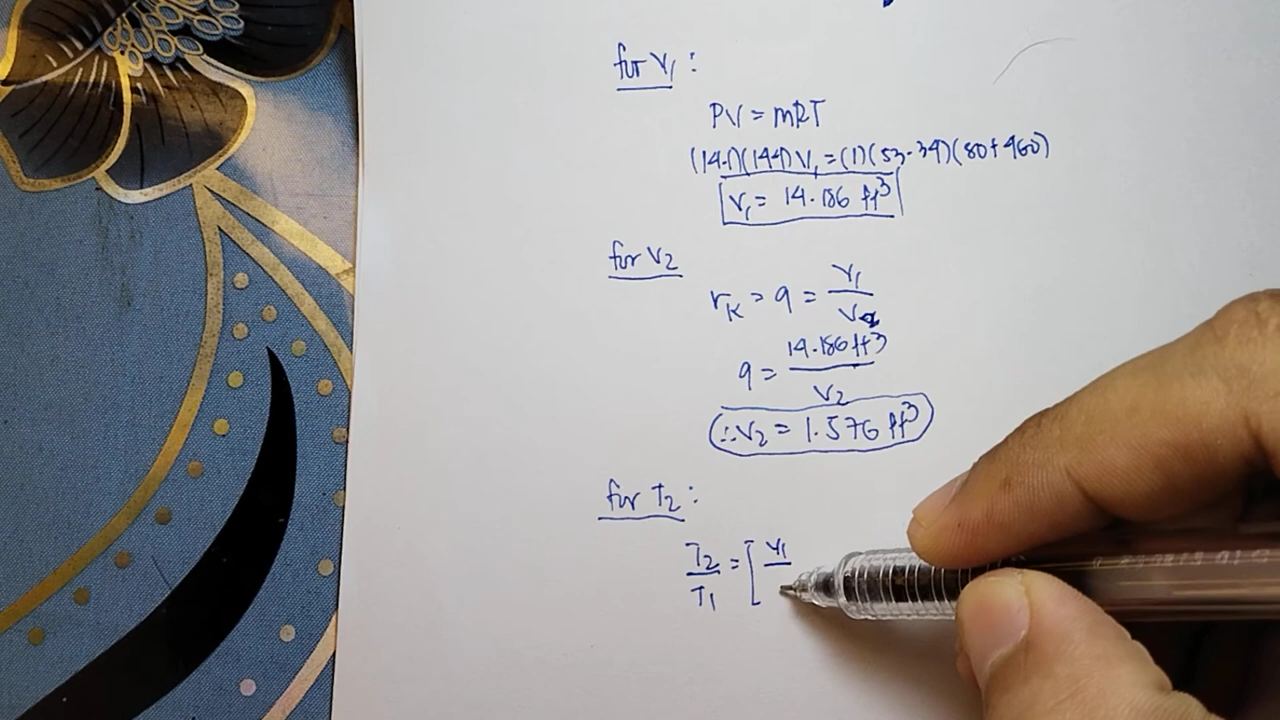 for V₁ :
PV = mRT
(14.1)(144) V₁ = (1)(53.34)(80+460)
V₁ = 14.186 ft³
for V₂
rₖ = 9 = V₁/V₂
9 = 14.186 ft³/V₂
∴ V₂ = 1.576 ft³
for T₂ :
T₂/T₁ = [ V₁